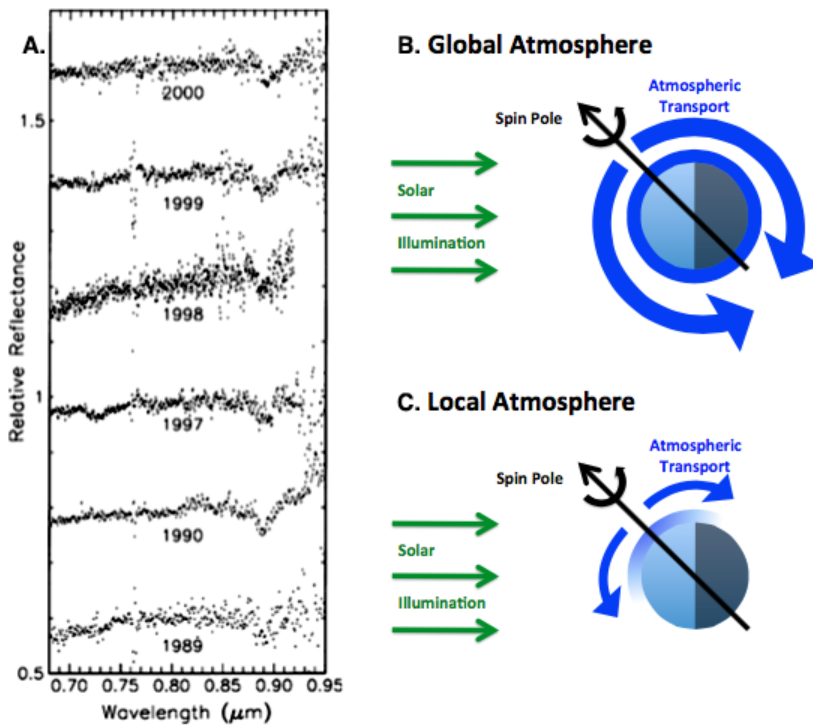 A.
2000
1.5
1999
1998
1
1997
1990
1989
0.5
0.70 0.75 0.80 0.85 0.90 0.95
Wavelength (μm)
Relative Reflectance
B. Global Atmosphere
Atmospheric
Transport
Spin Pole
Solar
Illumination
C. Local Atmosphere
Atmospheric
Transport
Spin Pole
Solar
Illumination